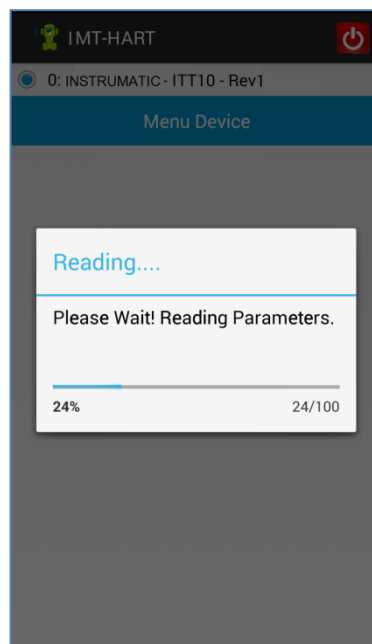 IMT-HART
0: INSTRUMATIC - ITT10 - Rev1
Menu Device
Reading....
Please Wait! Reading Parameters.
24% 24/100